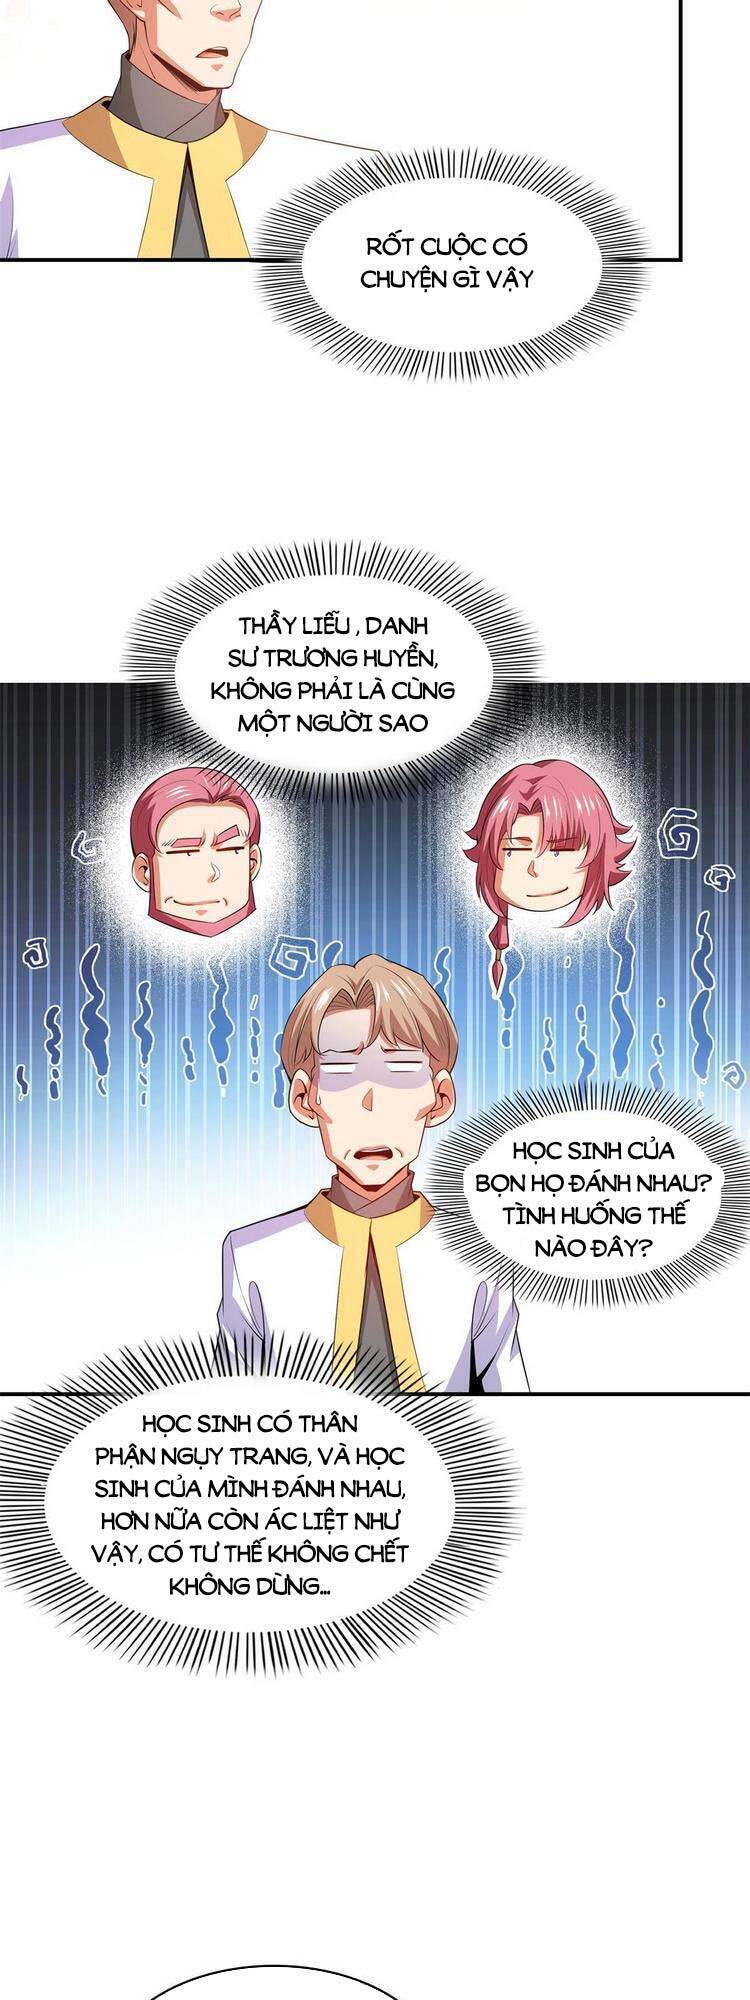 RỐT CUỘC CÓ
CHUYỆN GÌ VẬY
THẦY LIỄU , DANH
SƯ TRƯƠNG HUYỀN,
KHÔNG PHẢI LÀ CÙNG
MỘT NGƯỜI SAO
HỌC SINH CỦA
BỌN HỌ ĐÁNH NHAU?
TÌNH HUỐNG THẾ
NÀO ĐÂY?
HỌC SINH CÓ THÂN
PHẬN NGỤY TRANG, VÀ HỌC
SINH CỦA MÌNH ĐÁNH NHAU,
HƠN NỮA CÒN ÁC LIỆT NHƯ
VẬY, CÓ TƯ THẾ KHÔNG CHẾT
KHÔNG DỪNG...